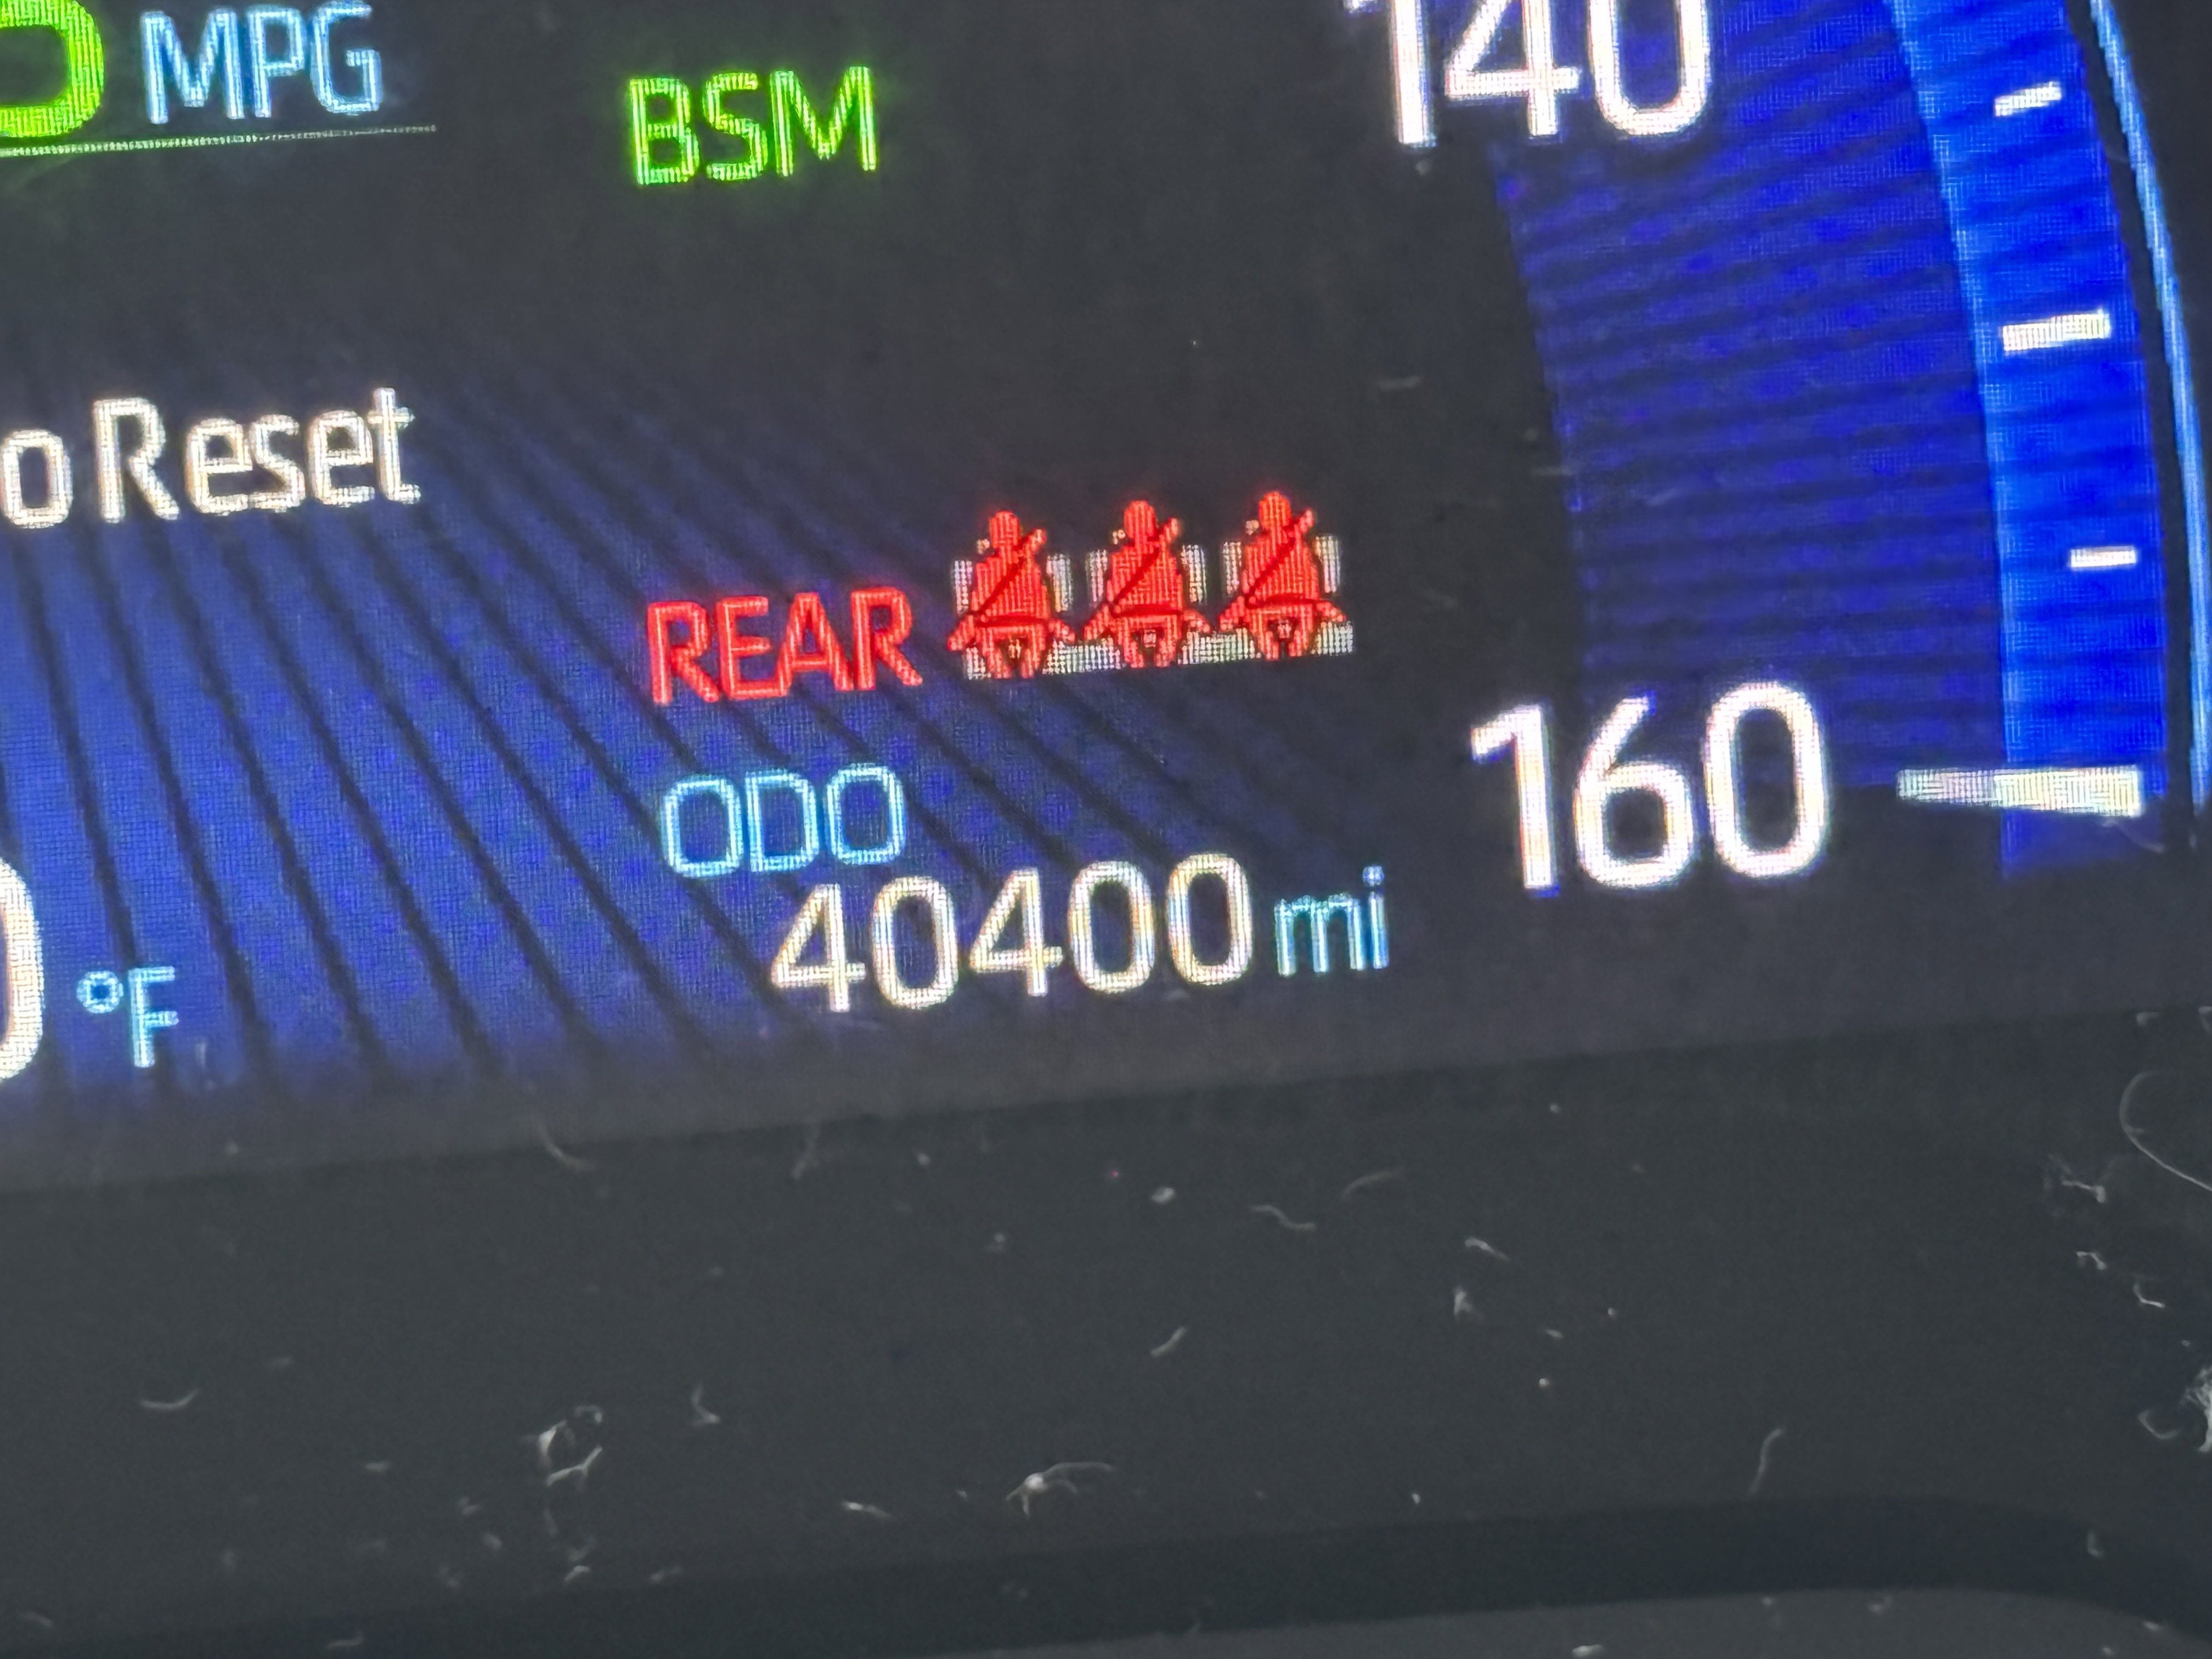 MPG
BSM
140
o Reset
REAR
160
ODO
40400 mi
°F